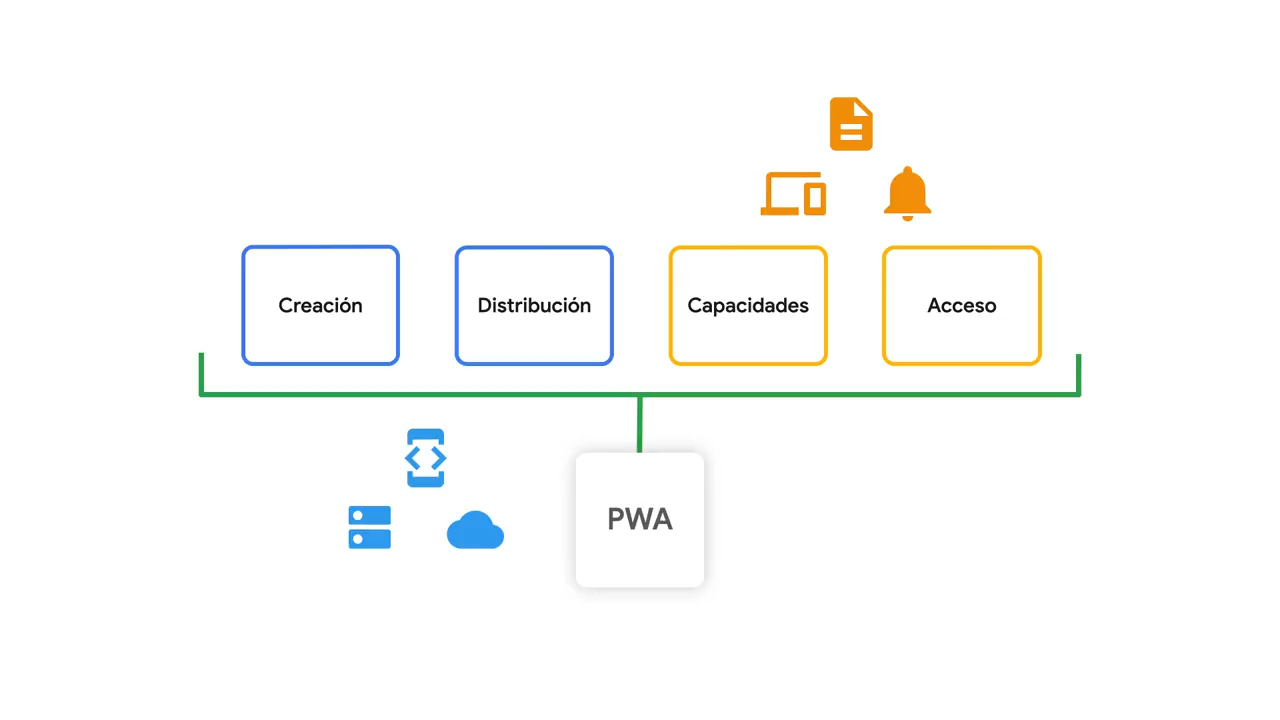 Creación
Distribución
Capacidades
Acceso
PWA